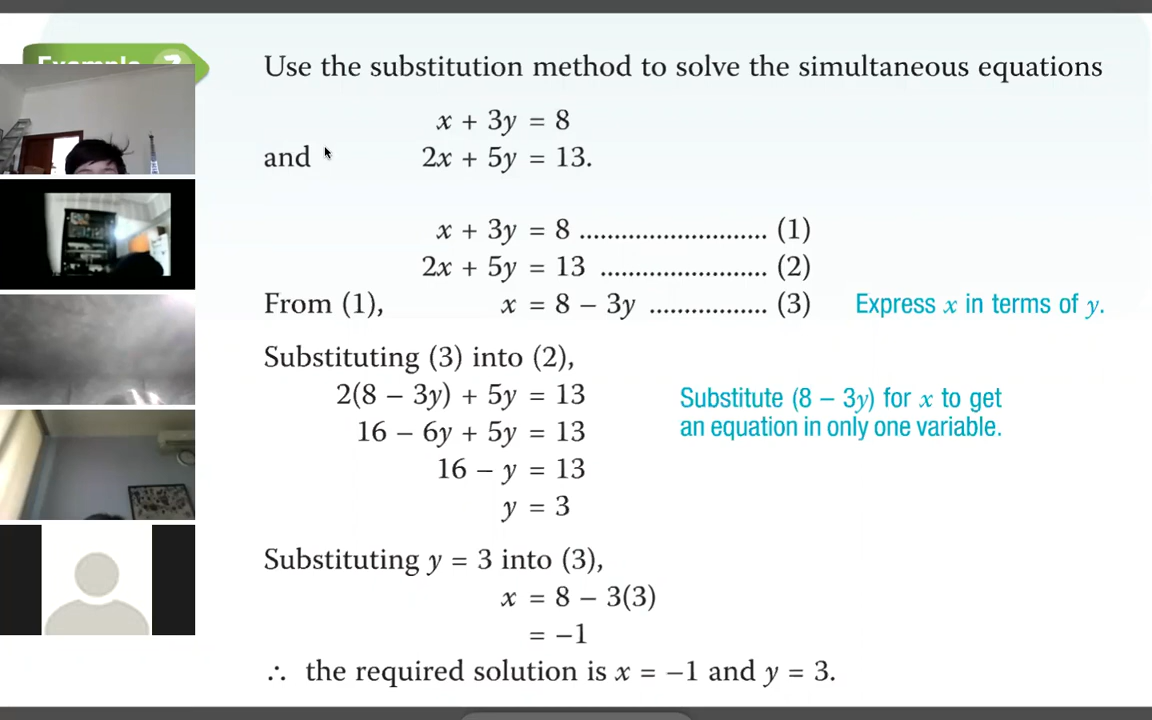 Example 7
Use the substitution method to solve the simultaneous equations
x + 3y = 8
and 2x + 5y = 13.
x + 3y = 8 .......................... (1)
2x + 5y = 13 ....................... (2)
From (1), x = 8 − 3y ................. (3) Express x in terms of y.
Substituting (3) into (2),
2(8 − 3y) + 5y = 13
Substitute (8 − 3y) for x to get
16 − 6y + 5y = 13
an equation in only one variable.
16 − y = 13
y = 3
Substituting y = 3 into (3),
x = 8 − 3(3)
= −1
∴ the required solution is x = −1 and y = 3.